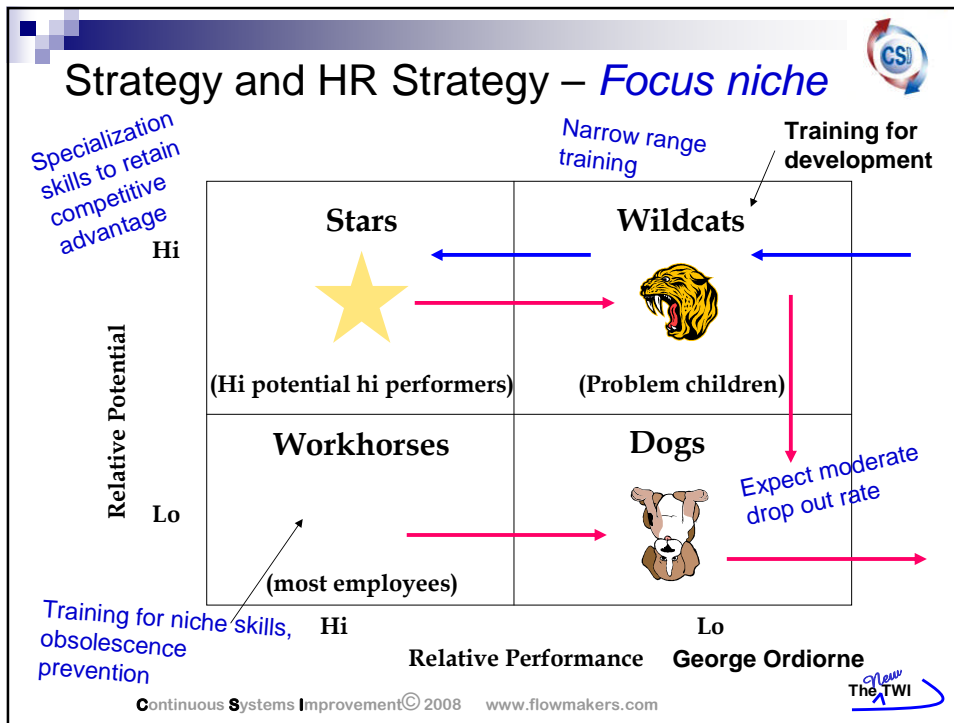 CSI
Strategy and HR Strategy – Focus niche
Specialization
skills to retain
competitive
advantage
Narrow range
training
Training for
development
Stars
Wildcats
Hi
(Hi potential hi performers)
(Problem children)
Relative Potential
Workhorses
Dogs
Expect moderate
drop out rate
Lo
(most employees)
Training for niche skills,
obsolescence
prevention
Hi
Lo
Relative Performance
George Ordiorne
Continuous Systems Improvement© 2008 www.flowmakers.com
The New TWI